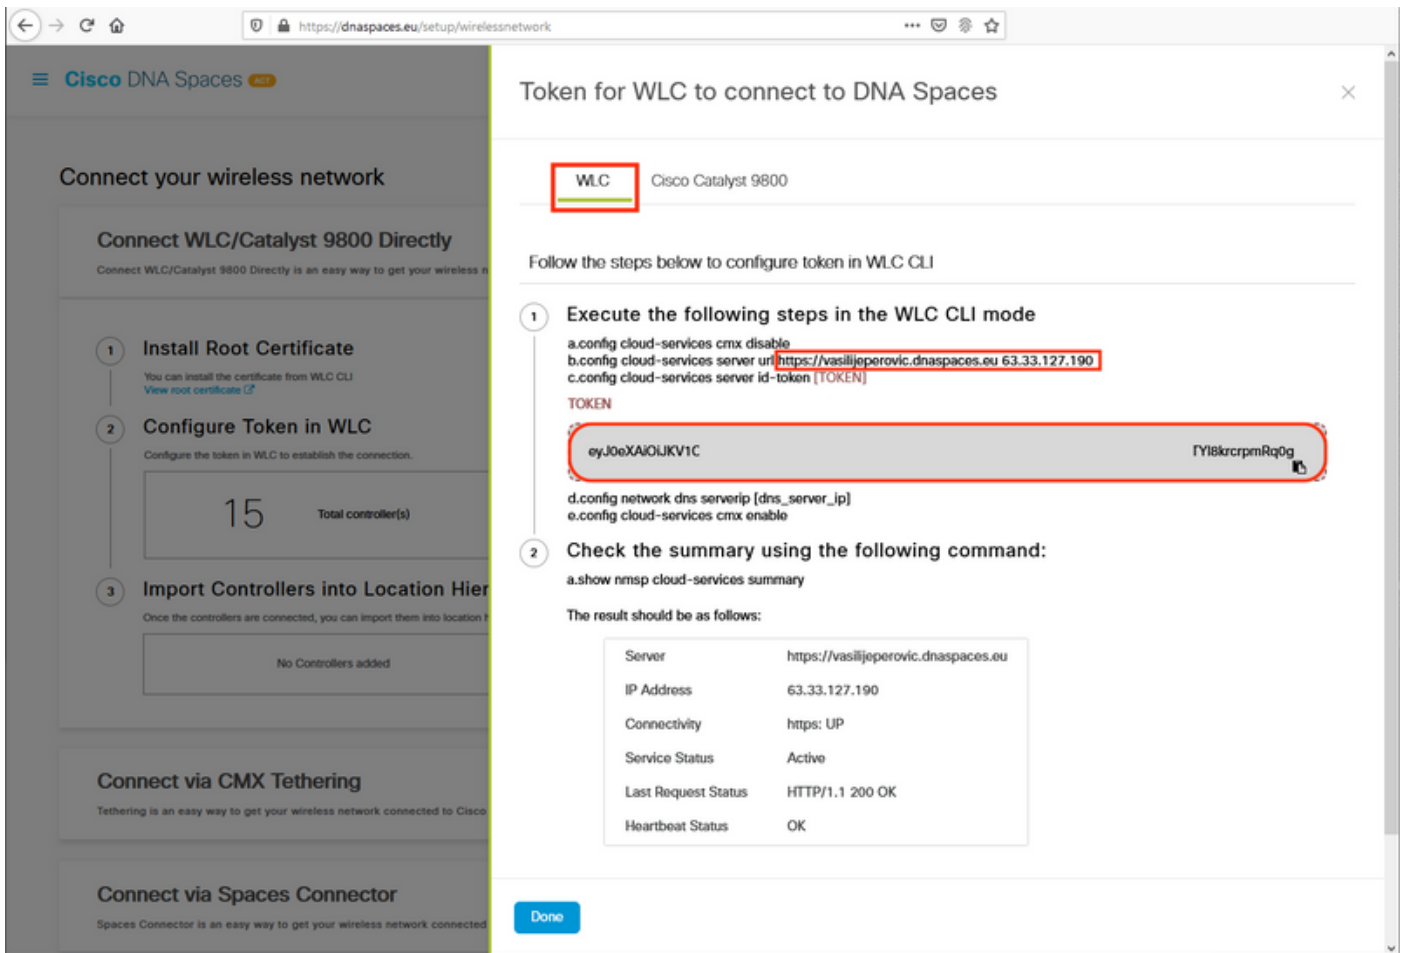 https://dnaspaces.eu/setup/wirelessnetwork
Cisco DNA Spaces ACT
Connect your wireless network
Connect WLC/Catalyst 9800 Directly
Connect WLC/Catalyst 9800 Directly is an easy way to get your wireless n
1 Install Root Certificate
You can install the certificate from WLC CLI
View root certificate
2 Configure Token in WLC
Configure the token in WLC to establish the connection.
15 Total controller(s)
3 Import Controllers into Location Hier
Once the controllers are connected, you can import them into location h
No Controllers added
Connect via CMX Tethering
Tethering is an easy way to get your wireless network connected to Cisco
Connect via Spaces Connector
Spaces Connector is an easy way to get your wireless network connected
Token for WLC to connect to DNA Spaces
WLC Cisco Catalyst 9800
Follow the steps below to configure token in WLC CLI
1 Execute the following steps in the WLC CLI mode
a.config cloud-services cmx disable
b.config cloud-services server url https://vasilijeperovic.dnaspaces.eu 63.33.127.190
c.config cloud-services server id-token [TOKEN]
TOKEN
eyJ0eXAiOiJKV1C TYI8krcrpmRq0g
d.config network dns serverip [dns_server_ip]
e.config cloud-services cmx enable
2 Check the summary using the following command:
a.show nmsp cloud-services summary
The result should be as follows:
Server https://vasilijeperovic.dnaspaces.eu
IP Address 63.33.127.190
Connectivity https: UP
Service Status Active
Last Request Status HTTP/1.1 200 OK
Heartbeat Status OK
Done